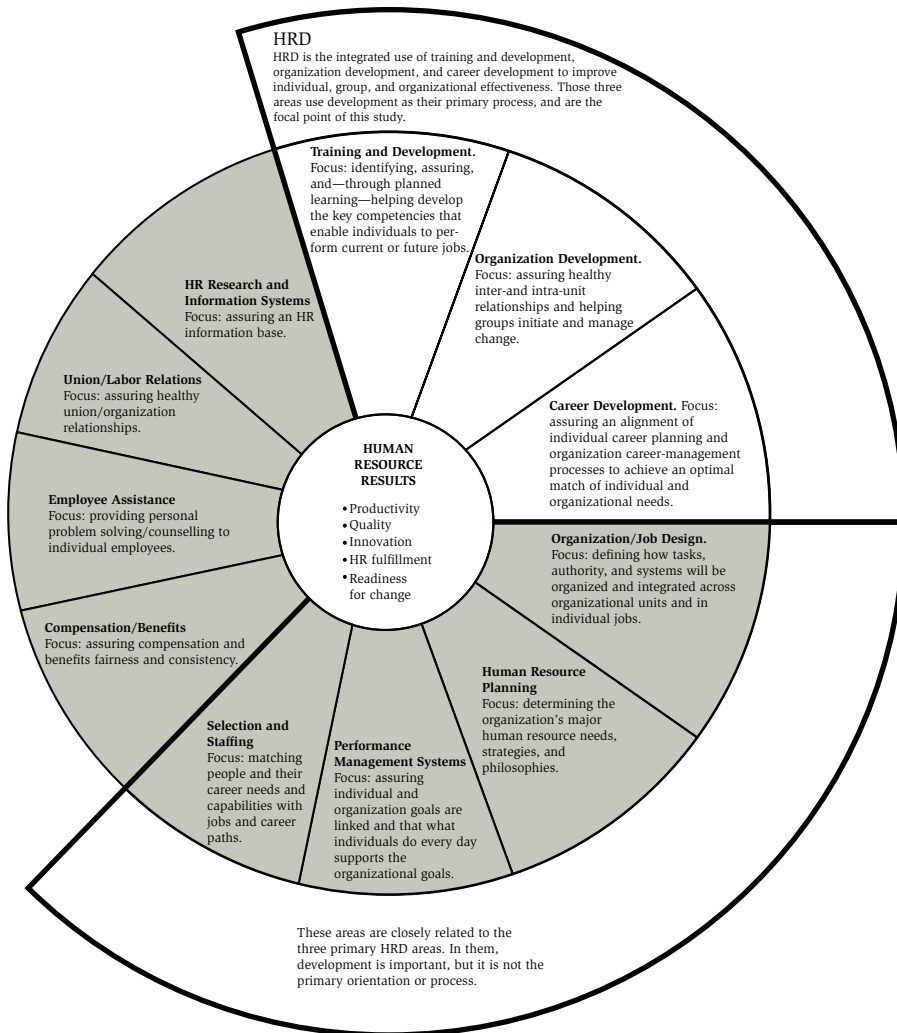 HRD
HRD is the integrated use of training and development,
organization development, and career development to improve
individual, group, and organizational effectiveness. Those three
areas use development as their primary process, and are the
focal point of this study.
Training and Development.
Focus: identifying, assuring,
and—through planned
learning—helping develop
the key competencies that
enable individuals to per-
form current or future jobs.
Organization Development.
Focus: assuring healthy
inter-and intra-unit
relationships and helping
groups initiate and manage
change.
Career Development. Focus:
assuring an alignment of
individual career planning and
organization career-management
processes to achieve an optimal
match of individual and
organizational needs.
Organization/Job Design.
Focus: defining how tasks,
authority, and systems will be
organized and integrated across
organizational units and in
individual jobs.
Human Resource
Planning
Focus: determining the
organization’s major
human resource needs,
strategies, and
philosophies.
Performance
Management Systems
Focus: assuring
individual and
organization goals are
linked and that what
individuals do every day
supports the
organizational goals.
Selection and
Staffing
Focus: matching
people and their
career needs and
capabilities with
jobs and career
paths.
Compensation/Benefits
Focus: assuring compensation and
benefits fairness and consistency.
Employee Assistance
Focus: providing personal
problem solving/counselling to
individual employees.
Union/Labor Relations
Focus: assuring healthy
union/organization
relationships.
HR Research and
Information Systems
Focus: assuring an HR
information base.
HUMAN
RESOURCE
RESULTS
•Productivity
•Quality
•Innovation
•HR fulfillment
•Readiness
for change
These areas are closely related to the
three primary HRD areas. In them,
development is important, but it is not the
primary orientation or process.